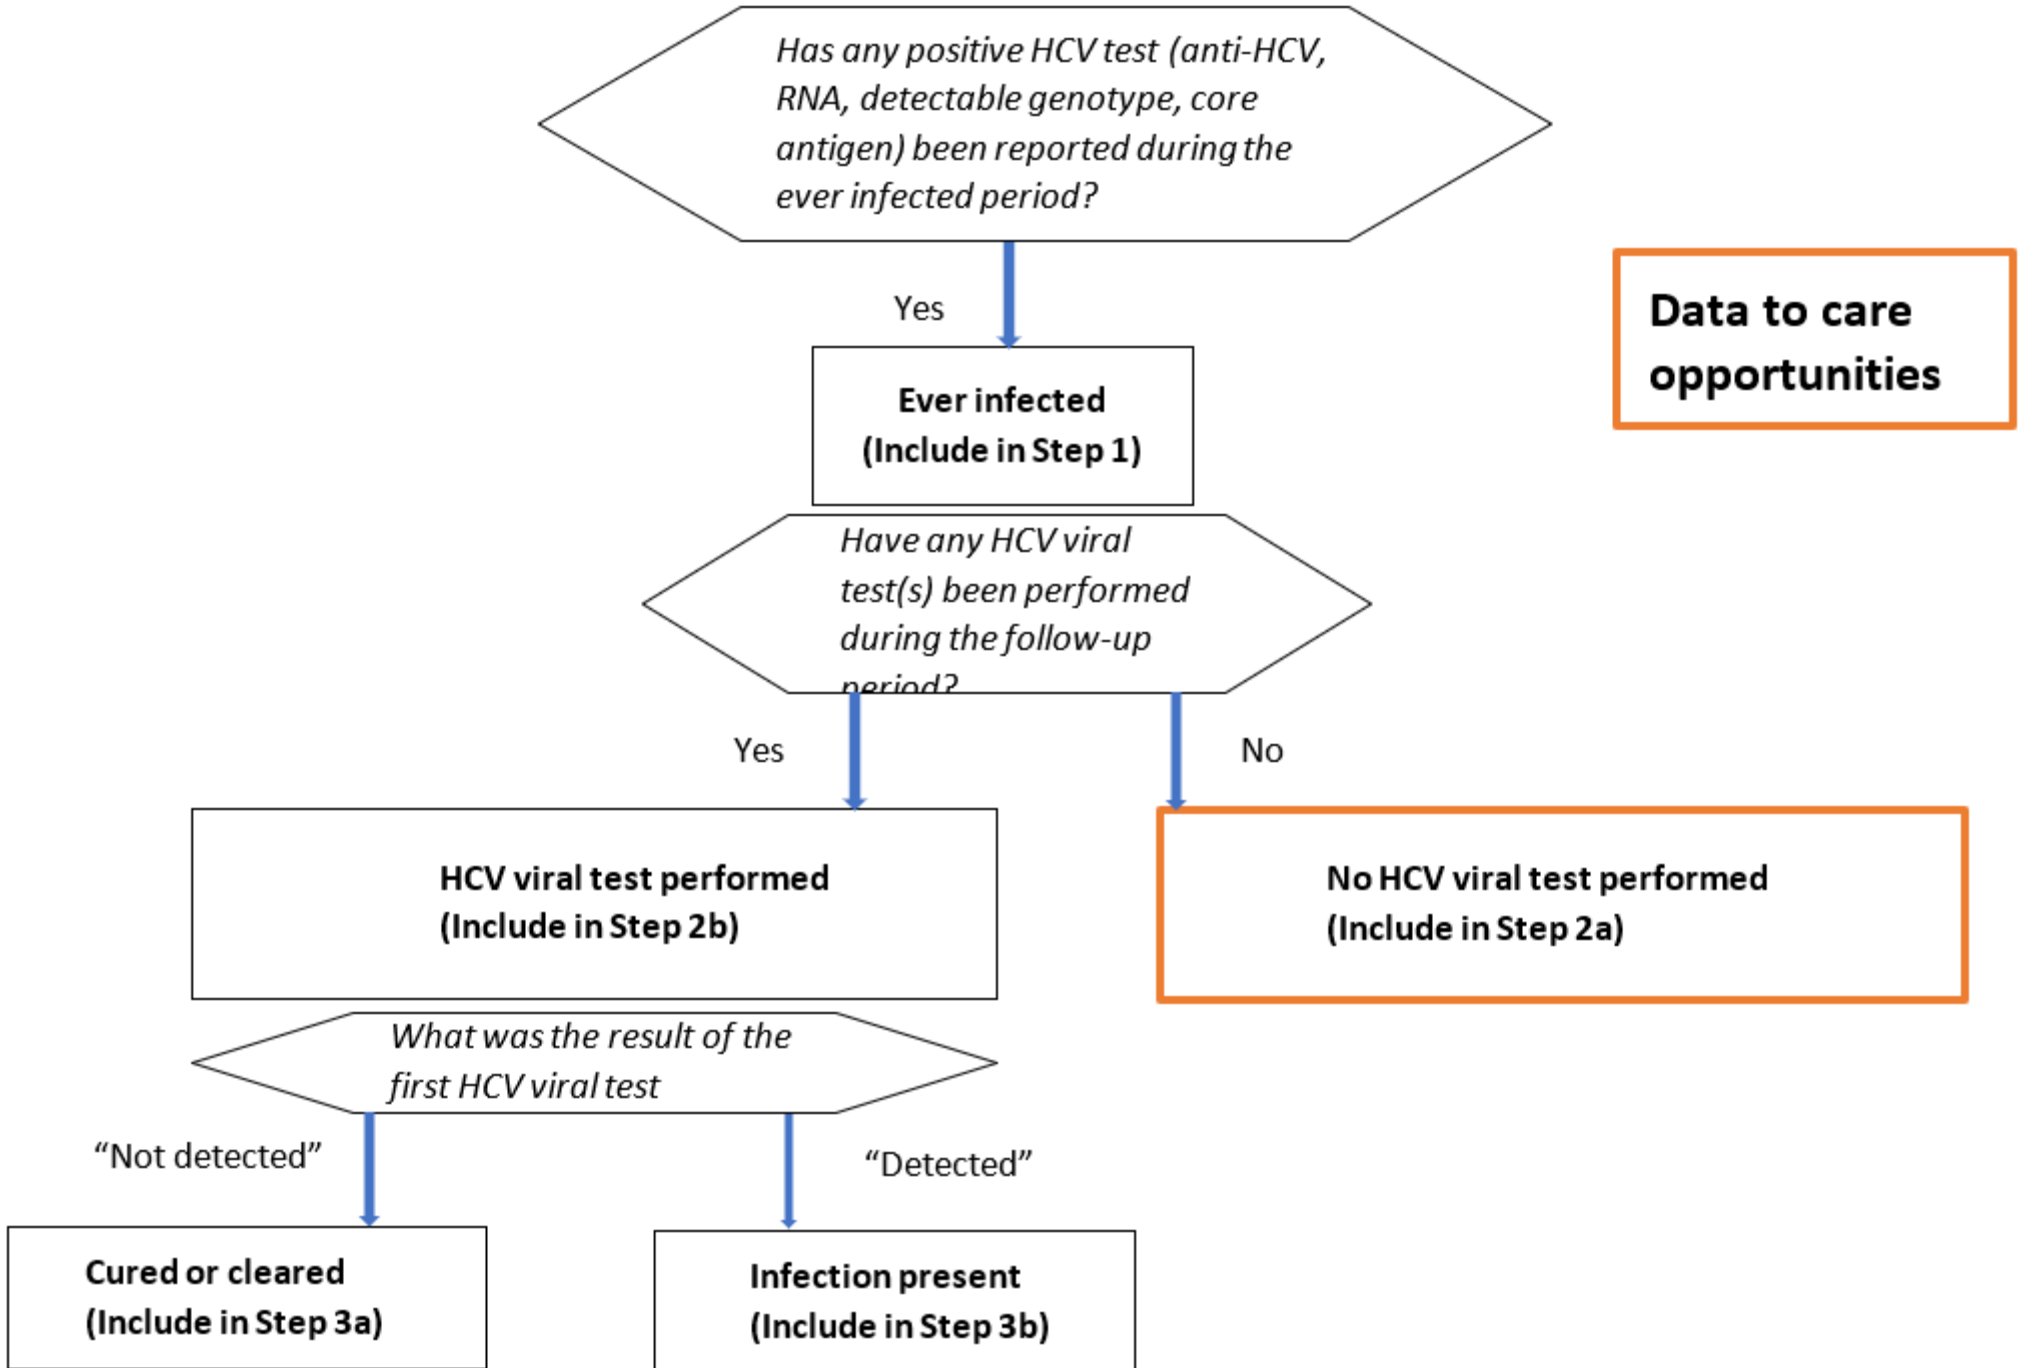 Has any positive HCV test (anti-HCV,
RNA, detectable genotype, core
antigen) been reported during the
ever infected period?
Yes
Data to care
opportunities
Ever infected
(Include in Step 1)
Have any HCV viral
test(s) been performed
during the follow-up
period?
Yes
No
HCV viral test performed
(Include in Step 2b)
No HCV viral test performed
(Include in Step 2a)
What was the result of the
first HCV viral test
“Not detected”
“Detected”
Cured or cleared
(Include in Step 3a)
Infection present
(Include in Step 3b)